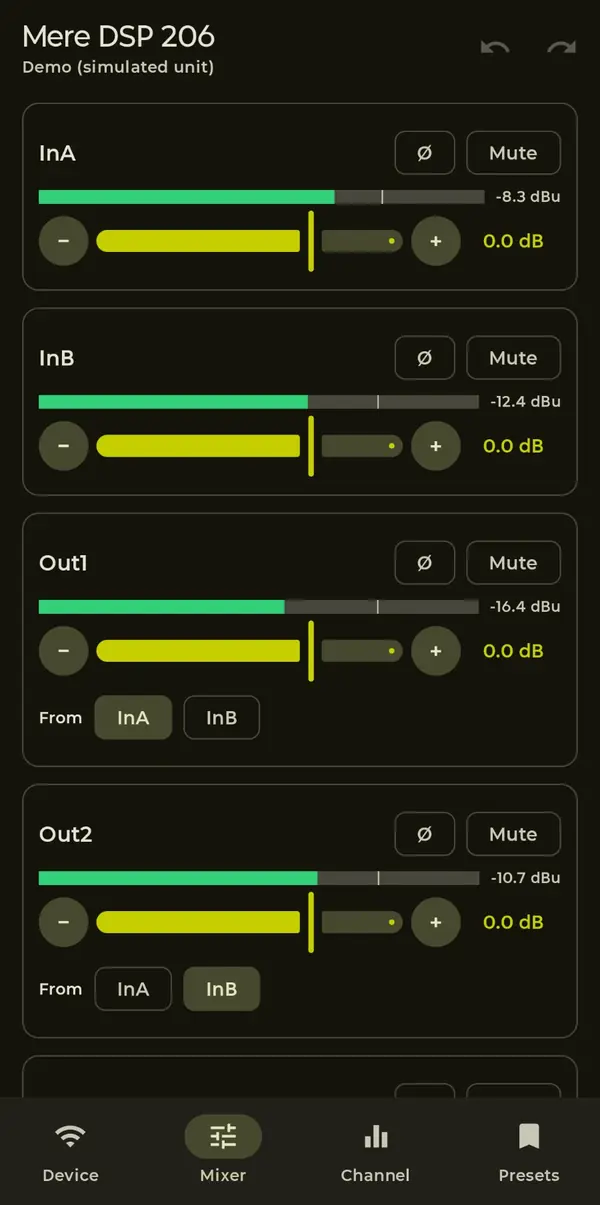 Mere DSP 206
Demo (simulated unit)
InA Ø Mute
-8.3 dBu
− + 0.0 dB
InB Ø Mute
-12.4 dBu
− + 0.0 dB
Out1 Ø Mute
-16.4 dBu
− + 0.0 dB
From InA InB
Out2 Ø Mute
-10.7 dBu
− + 0.0 dB
From InA InB
Device Mixer Channel Presets